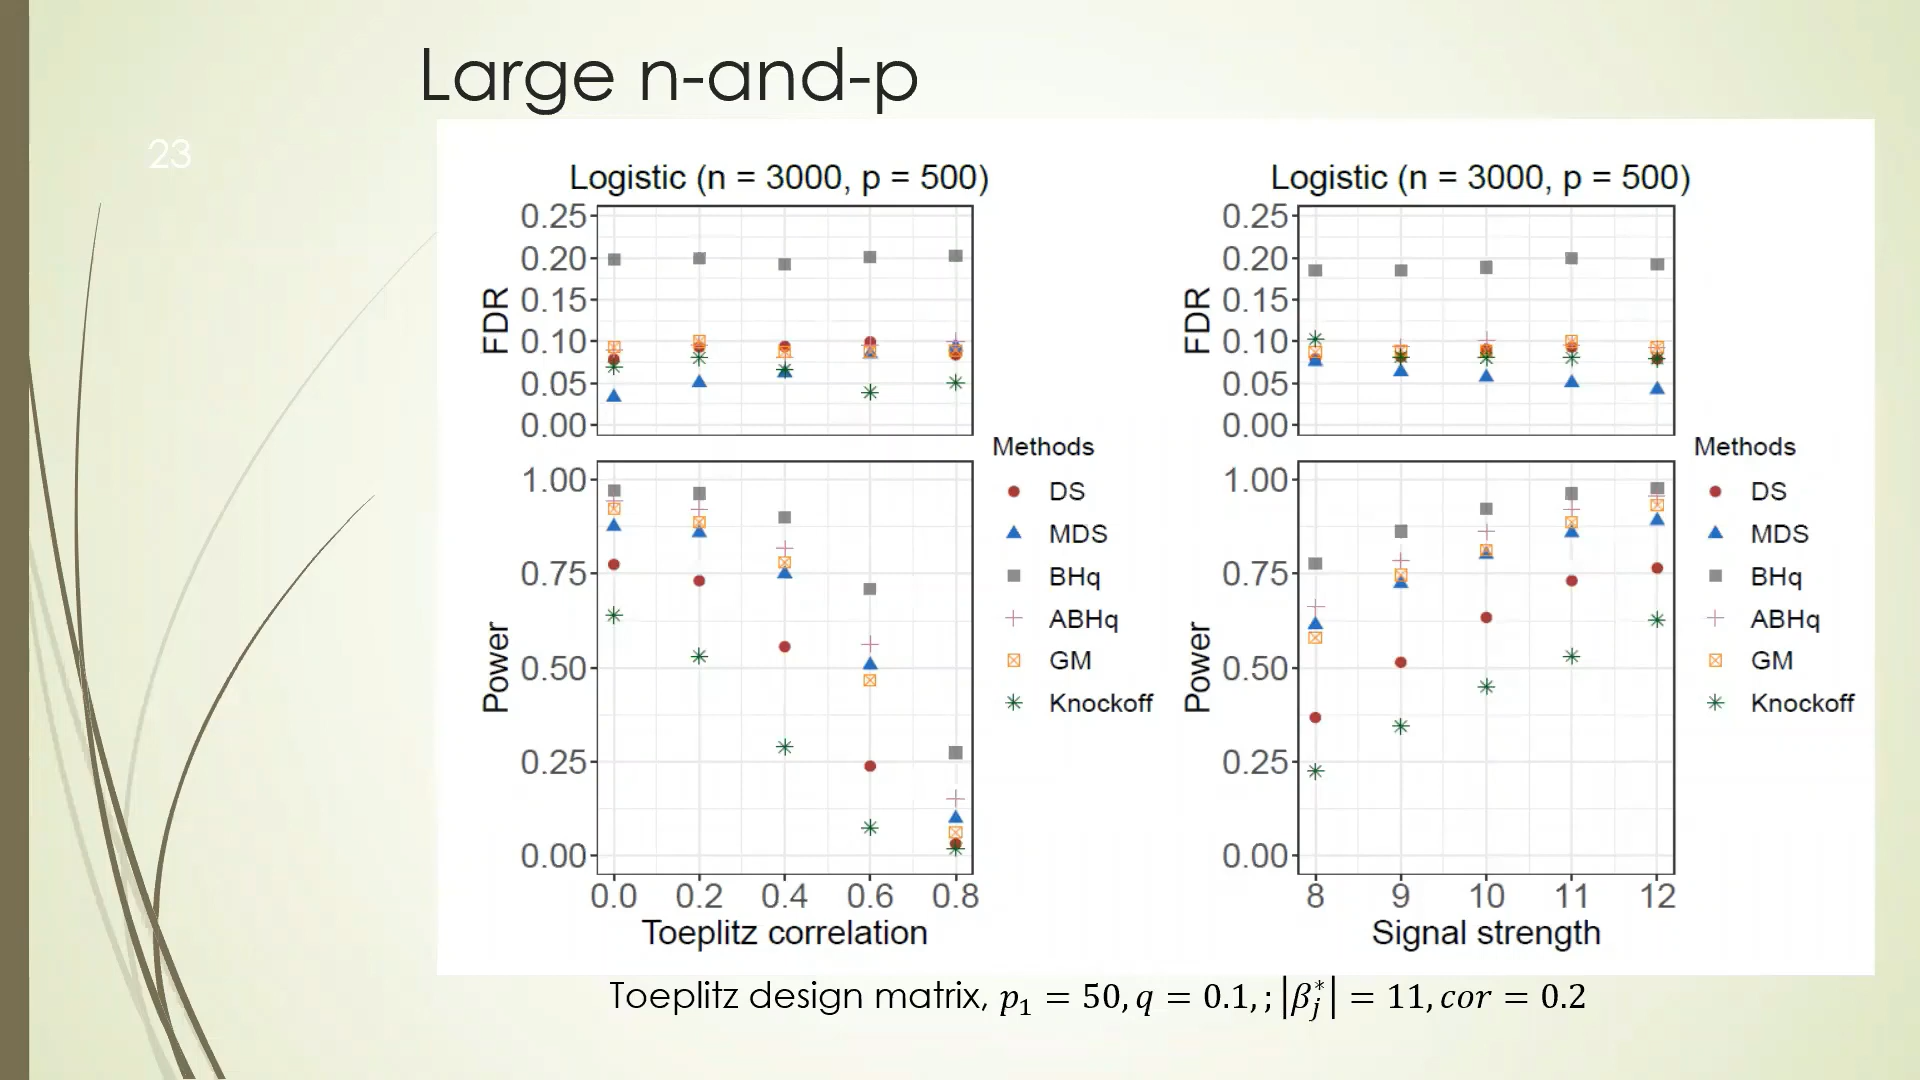 Large n-and-p
23
Logistic (n = 3000, p = 500)
0.25
0.20
0.15
0.10
0.05
0.00
FDR
1.00
0.75
0.50
0.25
0.00
Power
0.0 0.2 0.4 0.6 0.8
Toeplitz correlation
Methods
DS
MDS
BHq
ABHq
GM
Knockoff
Logistic (n = 3000, p = 500)
0.25
0.20
0.15
0.10
0.05
0.00
FDR
1.00
0.75
0.50
0.25
0.00
Power
8 9 10 11 12
Signal strength
Methods
DS
MDS
BHq
ABHq
GM
Knockoff
Toeplitz design matrix, p₁ = 50, q = 0.1, ; |βⱼ*| = 11, cor = 0.2